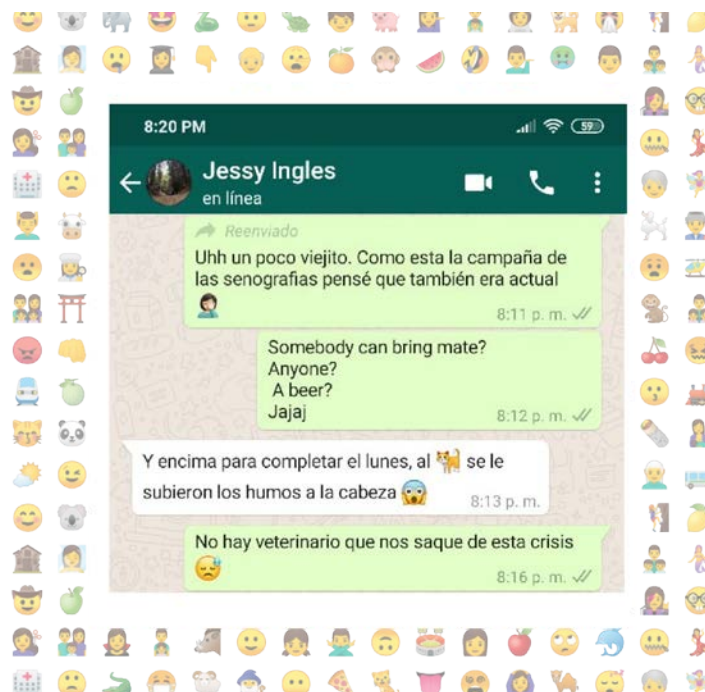 8:20 PM
59
Jessy Ingles
en línea
Reenviado
Uhh un poco viejito. Como esta la campaña de
las senografias pensé que también era actual
🤦🏻‍♀️
8:11 p. m.
Somebody can bring mate?
Anyone?
A beer?
Jajaj
8:12 p. m.
Y encima para completar el lunes, al 🐈 se le
subieron los humos a la cabeza 😱
8:13 p. m.
No hay veterinario que nos saque de esta crisis
😓
8:16 p. m.